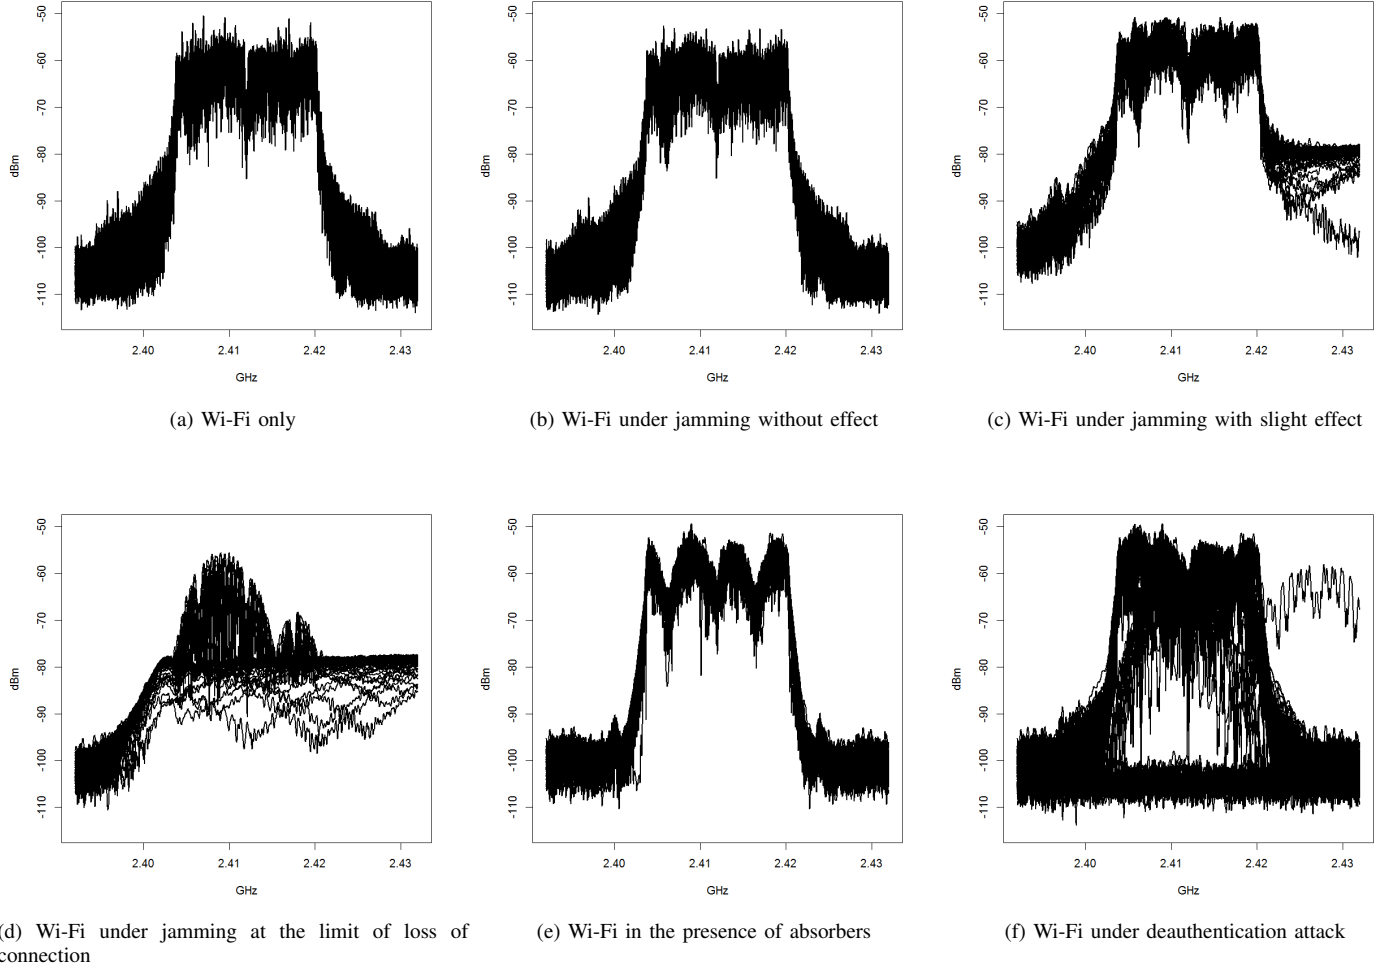 -50
-60
-70
-80
-90
-100
-110
dBm
2.40 2.41 2.42 2.43
GHz
(a) Wi-Fi only
-50
-60
-70
-80
-90
-100
-110
dBm
2.40 2.41 2.42 2.43
GHz
(b) Wi-Fi under jamming without effect
-50
-60
-70
-80
-90
-100
-110
dBm
2.40 2.41 2.42 2.43
GHz
(c) Wi-Fi under jamming with slight effect
-50
-60
-70
-80
-90
-100
-110
dBm
2.40 2.41 2.42 2.43
GHz
(d) Wi-Fi under jamming at the limit of loss of
connection
-50
-60
-70
-80
-90
-100
-110
dBm
2.40 2.41 2.42 2.43
GHz
(e) Wi-Fi in the presence of absorbers
-50
-60
-70
-80
-90
-100
-110
dBm
2.40 2.41 2.42 2.43
GHz
(f) Wi-Fi under deauthentication attack